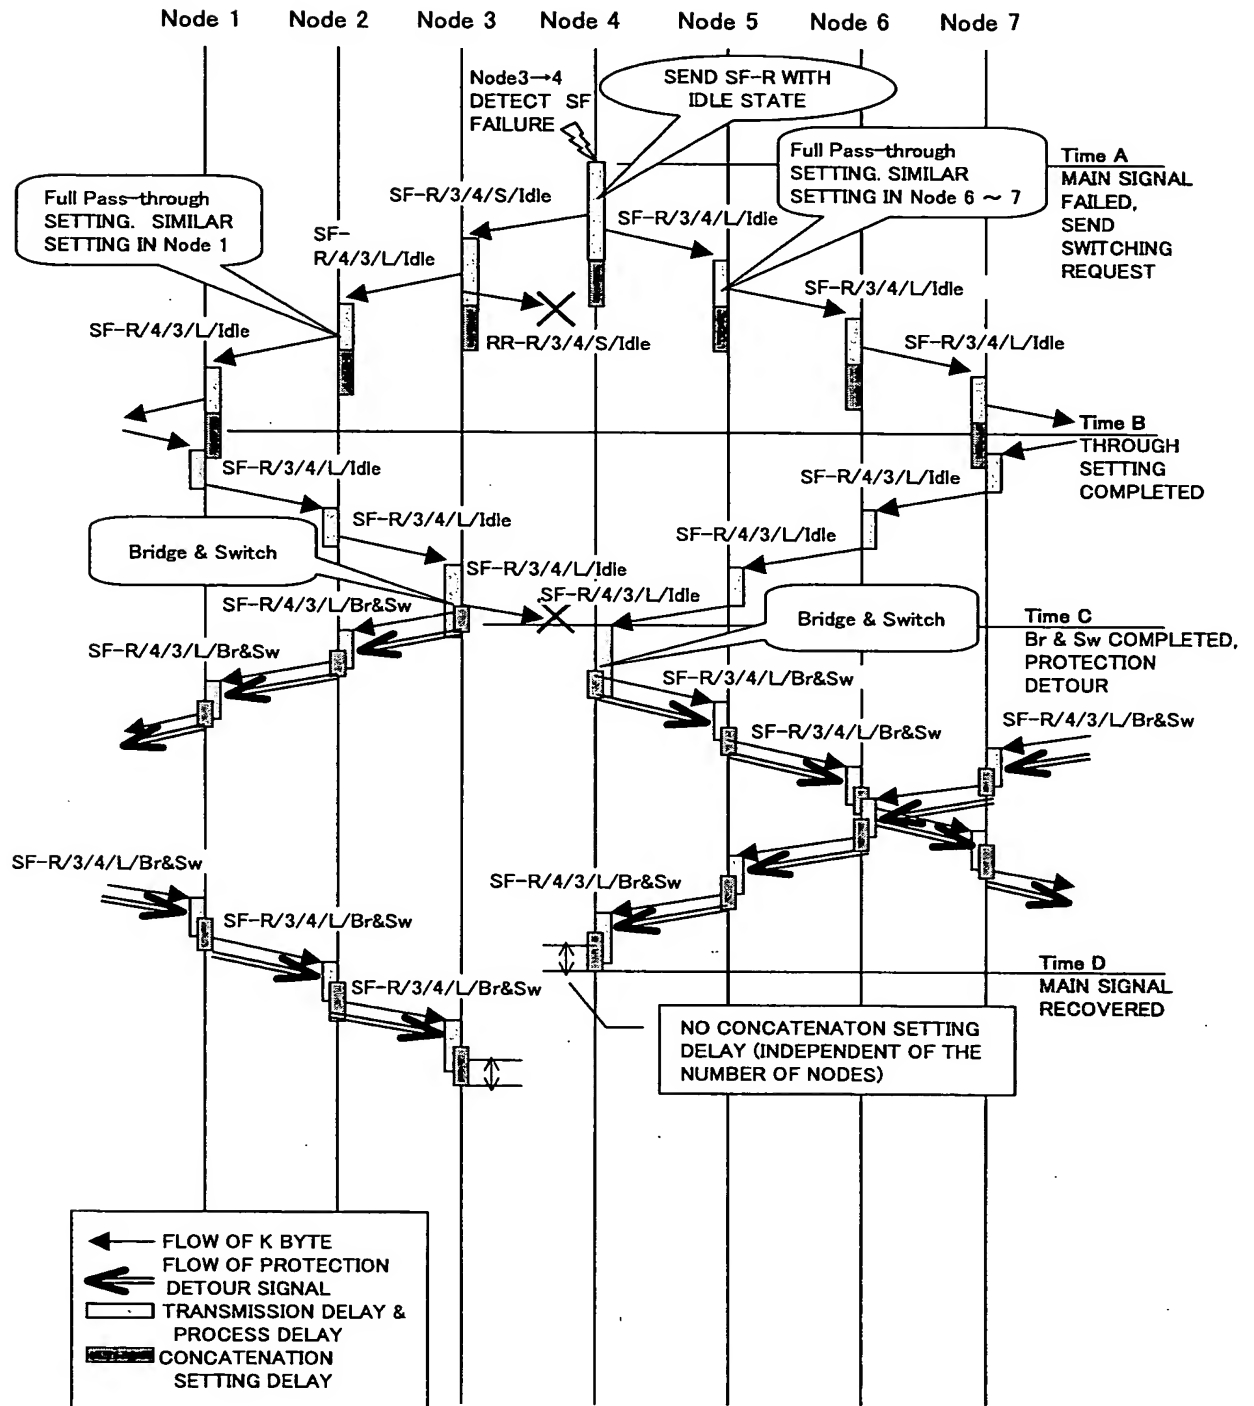 Node 1 Node 2 Node 3 Node 4 Node 5 Node 6 Node 7
Node3→4
DETECT SF
FAILURE
SEND SF-R WITH
IDLE STATE
Full Pass-through
SETTING. SIMILAR
SETTING IN Node 6 ～ 7
Time A
MAIN SIGNAL
FAILED,
SEND
SWITCHING
REQUEST
Full Pass-through
SETTING. SIMILAR
SETTING IN Node 1
SF-R/3/4/S/Idle
SF-R/3/4/L/Idle
SF-
R/4/3/L/Idle
SF-R/3/4/L/Idle
SF-R/4/3/L/Idle
RR-R/3/4/S/Idle
SF-R/3/4/L/Idle
Time B
THROUGH
SETTING
COMPLETED
SF-R/3/4/L/Idle
SF-R/4/3/L/Idle
SF-R/3/4/L/Idle
SF-R/4/3/L/Idle
Bridge & Switch
SF-R/3/4/L/Idle
SF-R/4/3/L/Idle
SF-R/4/3/L/Br&Sw
Bridge & Switch
Time C
Br & Sw COMPLETED,
PROTECTION
DETOUR
SF-R/4/3/L/Br&Sw
SF-R/3/4/L/Br&Sw
SF-R/4/3/L/Br&Sw
SF-R/3/4/L/Br&Sw
SF-R/3/4/L/Br&Sw
SF-R/4/3/L/Br&Sw
SF-R/3/4/L/Br&Sw
Time D
MAIN SIGNAL
RECOVERED
SF-R/3/4/L/Br&Sw
NO CONCATENATON SETTING
DELAY (INDEPENDENT OF THE
NUMBER OF NODES)
FLOW OF K BYTE
FLOW OF PROTECTION
DETOUR SIGNAL
TRANSMISSION DELAY &
PROCESS DELAY
CONCATENATION
SETTING DELAY